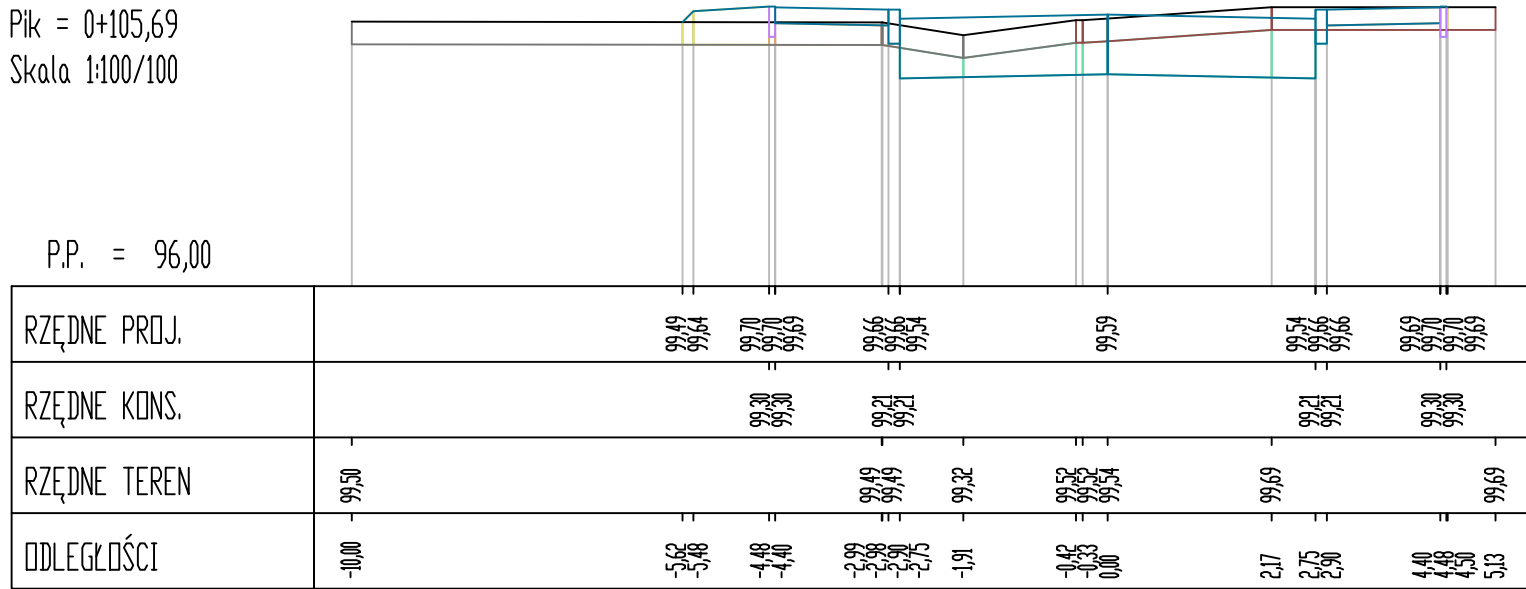 Pik = 0+105,69
Skala 1:100/100
P.P. = 96,00
RZĘDNE PROJ. 99,49 99,64 99,70 99,70 99,69 99,66 99,66 99,66 99,54 99,59 99,54 99,66 99,66 99,69 99,70 99,70 99,69
RZĘDNE KONS. 99,30 99,30 99,21 99,21 99,21 99,21 99,30 99,30
RZĘDNE TEREN 99,50 99,49 99,49 99,32 99,52 99,52 99,54 99,69 99,69
ODLEGŁOŚCI -10,00 -5,62 -5,48 -4,48 -4,40 -2,99 -2,98 -2,90 -2,75 -1,91 -0,42 -0,33 0,00 2,17 2,75 2,90 4,40 4,48 4,50 5,13